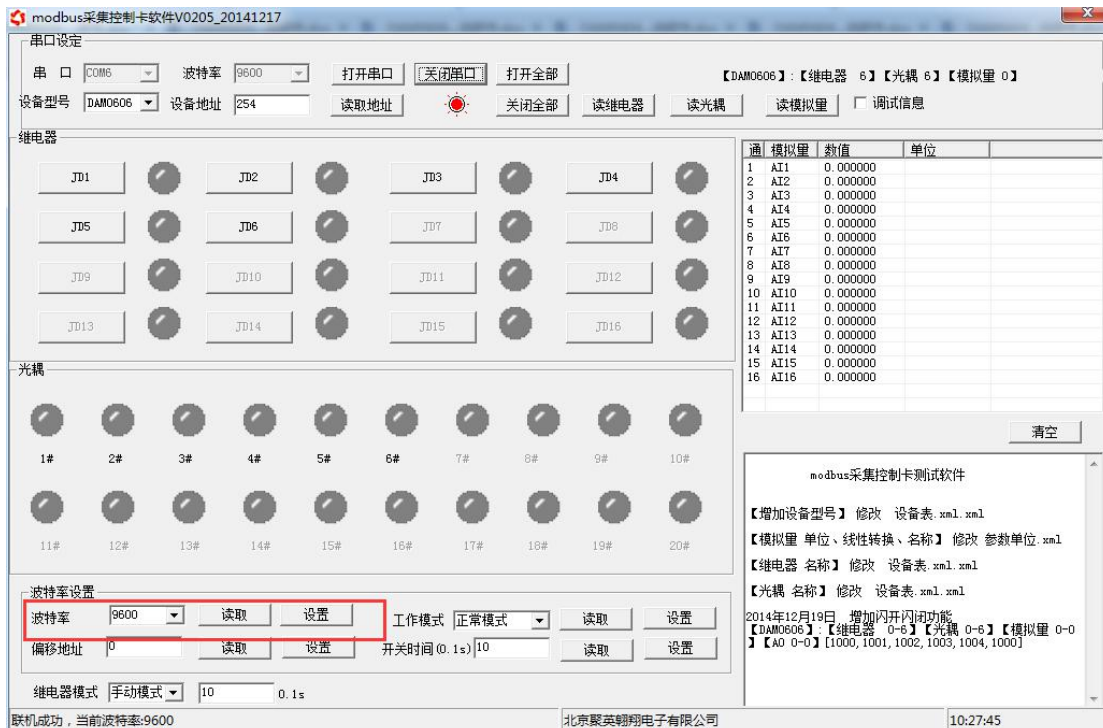 modbus采集控制卡软件V0205_20141217
串口设定
串 口 COM6 波特率 9600 打开串口 关闭串口 打开全部 【DAM0606】:【继电器 6】【光耦 6】【模拟量 0】
设备型号 DAM0606 设备地址 254 读取地址 关闭全部 读继电器 读光耦 读模拟量 调试信息
继电器
JD1 JD2 JD3 JD4
JD5 JD6 JD7 JD8
JD9 JD10 JD11 JD12
JD13 JD14 JD15 JD16
通 模拟量 数值 单位
1 AI1 0.000000
2 AI2 0.000000
3 AI3 0.000000
4 AI4 0.000000
5 AI5 0.000000
6 AI6 0.000000
7 AI7 0.000000
8 AI8 0.000000
9 AI9 0.000000
10 AI10 0.000000
11 AI11 0.000000
12 AI12 0.000000
13 AI13 0.000000
14 AI14 0.000000
15 AI15 0.000000
16 AI16 0.000000
清空
光耦
1# 2# 3# 4# 5# 6# 7# 8# 9# 10#
11# 12# 13# 14# 15# 16# 17# 18# 19# 20#
modbus采集控制卡测试软件
【增加设备型号】 修改 设备表.xml.xml
【模拟量 单位、线性转换、名称】 修改 参数单位.xml
【继电器 名称】 修改 设备表.xml.xml
【光耦 名称】 修改 设备表.xml.xml
2014年12月19日 增加闪开闪闭功能
【DAM0606】:【继电器 0-6】【光耦 0-6】【模拟量 0-0
】【AO 0-0】[1000,1001,1002,1003,1004,1000]
波特率设置
波特率 9600 读取 设置 工作模式 正常模式 读取 设置
偏移地址 0 读取 设置 开关时间(0.1s) 10 读取 设置
继电器模式 手动模式 10 0.1s
联机成功，当前波特率:9600 北京聚英翱翔电子有限公司 10:27:45